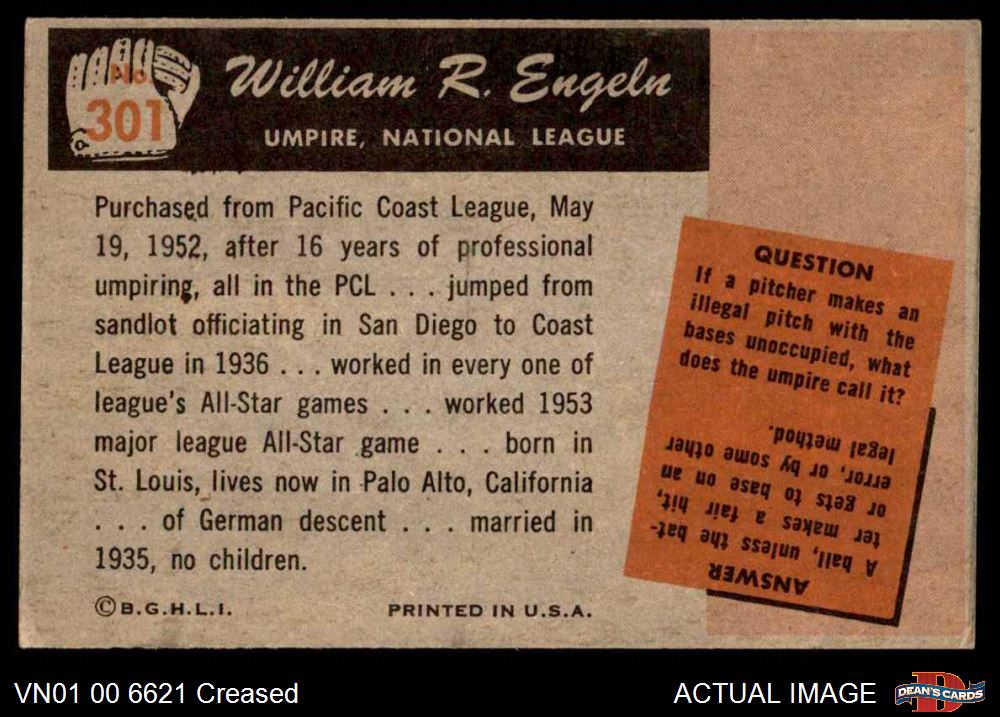 No.
301
William R. Engeln
UMPIRE, NATIONAL LEAGUE
Purchased from Pacific Coast League, May
19, 1952, after 16 years of professional
umpiring, all in the PCL . . . jumped from
sandlot officiating in San Diego to Coast
League in 1936 . . . worked in every one of
league's All-Star games . . . worked 1953
major league All-Star game . . . born in
St. Louis, lives now in Palo Alto, California
. . . of German descent . . . married in
1935, no children.
©B.G.H.L.I.
PRINTED IN U.S.A.
QUESTION
If a pitcher makes an
illegal pitch with the
bases unoccupied, what
does the umpire call it?
ANSWER
A ball, unless the bat-
ter makes a fair hit,
or gets to base on an
error, or by some other
legal method.
VN01 00 6621 Creased
ACTUAL IMAGE
D
DEAN'S CARDS